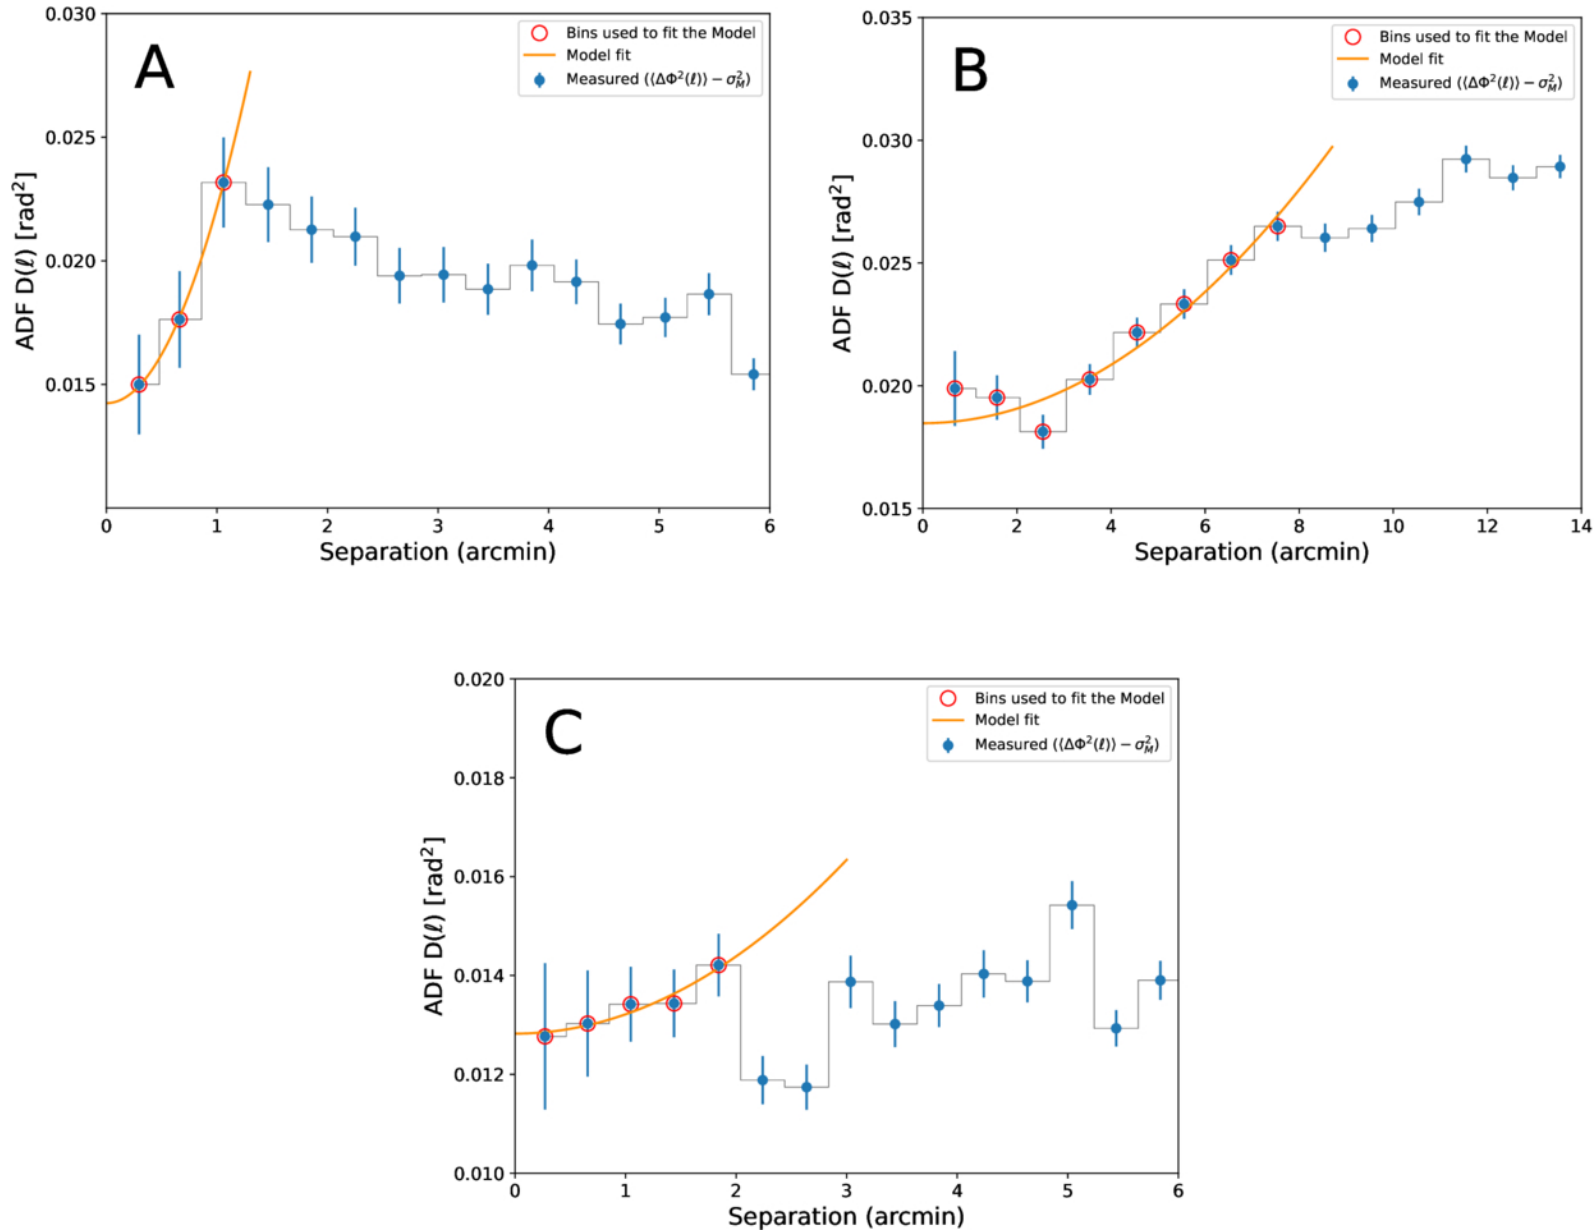 A
Bins used to fit the Model
Model fit
Measured (⟨ΔΦ²(ℓ)⟩ − σ²_M)
ADF D(ℓ) [rad²]
0.030
0.025
0.020
0.015
0 1 2 3 4 5 6
Separation (arcmin)
B
Bins used to fit the Model
Model fit
Measured (⟨ΔΦ²(ℓ)⟩ − σ²_M)
ADF D(ℓ) [rad²]
0.035
0.030
0.025
0.020
0.015
0 2 4 6 8 10 12 14
Separation (arcmin)
C
Bins used to fit the Model
Model fit
Measured (⟨ΔΦ²(ℓ)⟩ − σ²_M)
ADF D(ℓ) [rad²]
0.020
0.018
0.016
0.014
0.012
0.010
0 1 2 3 4 5 6
Separation (arcmin)